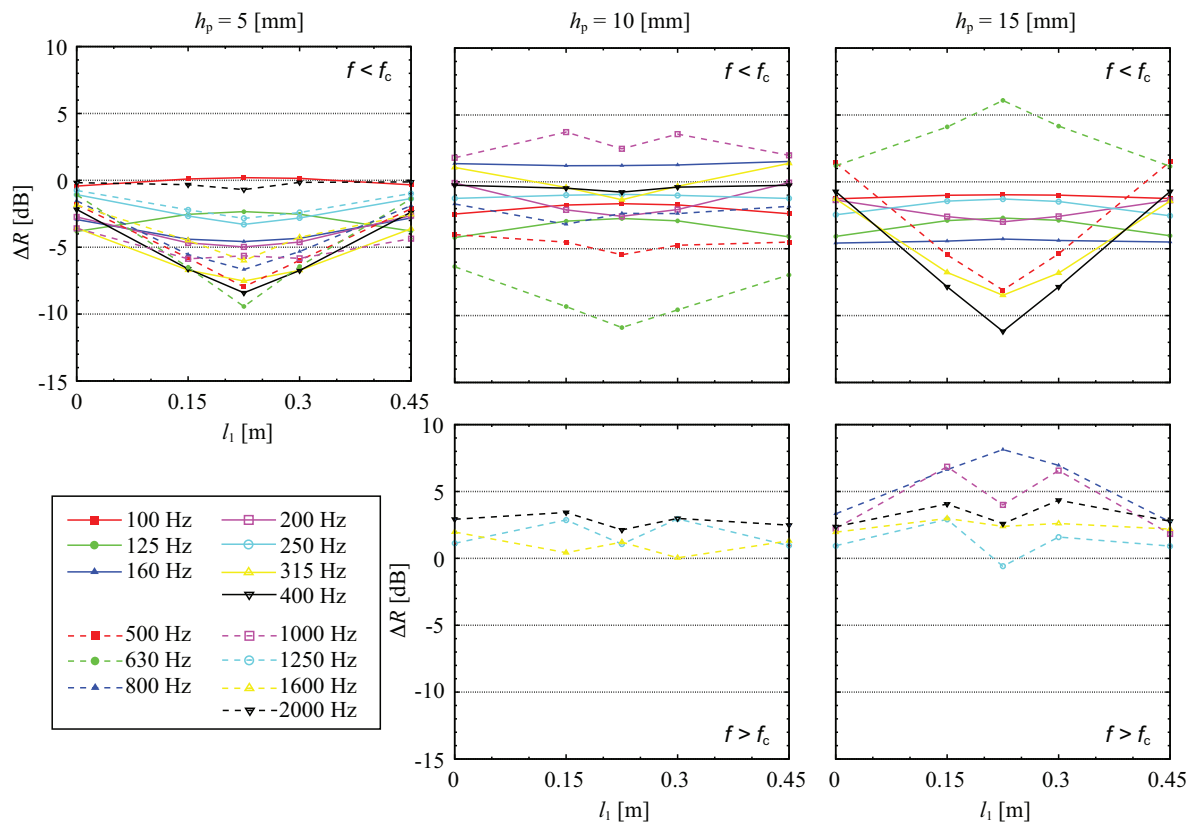 h_p = 5 [mm]
h_p = 10 [mm]
h_p = 15 [mm]
10
5
0
-5
-10
-15
ΔR [dB]
f < f_c
f < f_c
f < f_c
0
0.15
0.3
0.45
l_1 [m]
10
5
0
-5
-10
-15
ΔR [dB]
f > f_c
f > f_c
0
0.15
0.3
0.45
l_1 [m]
0
0.15
0.3
0.45
l_1 [m]
100 Hz
125 Hz
160 Hz
200 Hz
250 Hz
315 Hz
400 Hz
500 Hz
630 Hz
800 Hz
1000 Hz
1250 Hz
1600 Hz
2000 Hz